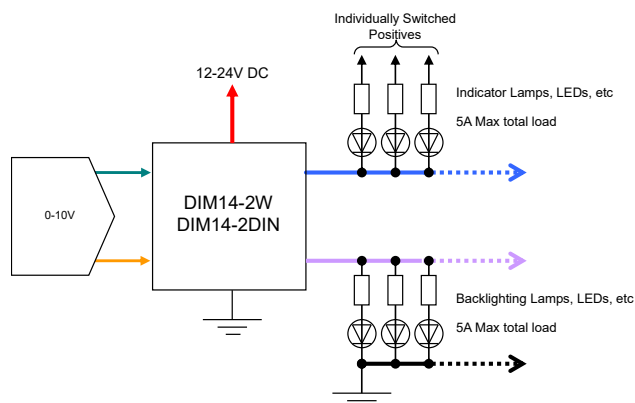 Individually Switched
Positives
12-24V DC
Indicator Lamps, LEDs, etc
5A Max total load
0-10V
DIM14-2W
DIM14-2DIN
Backlighting Lamps, LEDs, etc
5A Max total load